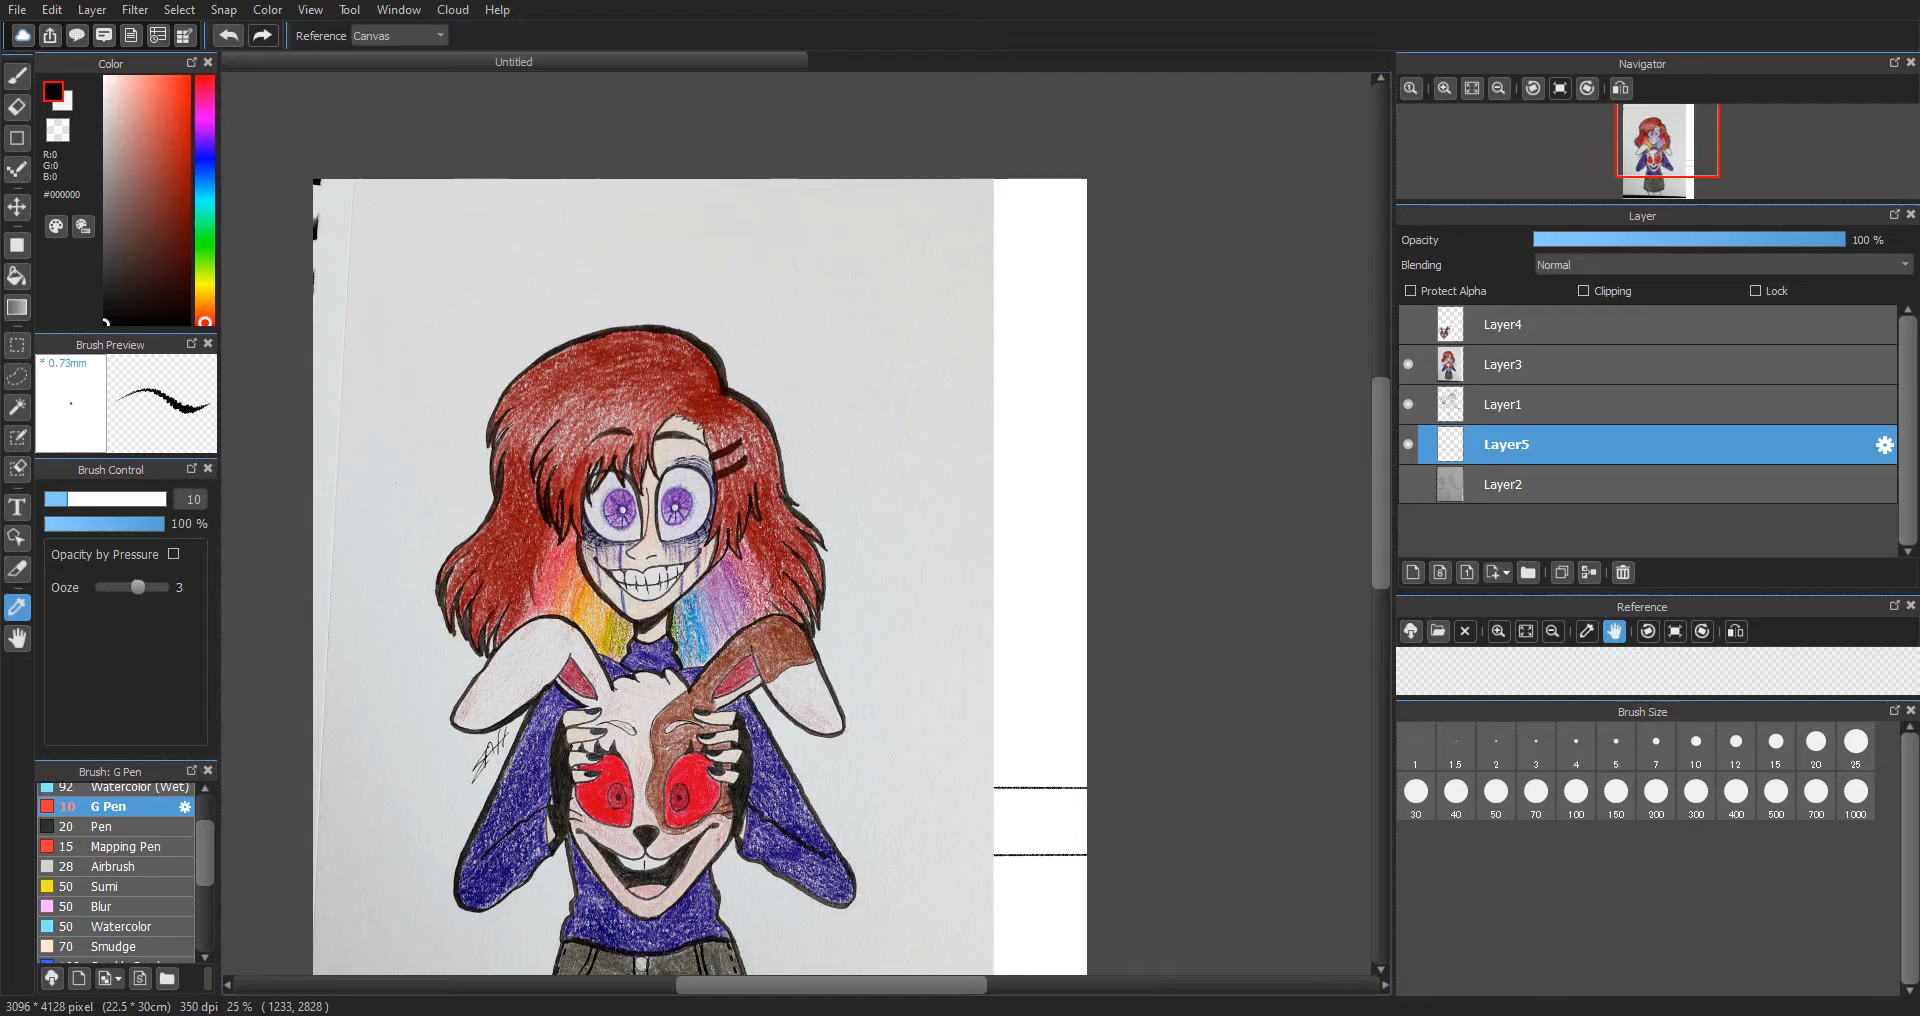 File Edit Layer Filter Select Snap Color View Tool Window Cloud Help
Reference Canvas
Untitled
Color
R:0
G:0
B:0
#000000
Brush Preview
* 0.73mm
Brush Control
10
100 %
Opacity by Pressure
Ooze 3
Brush: G Pen
92 Watercolor (Wet)
10 G Pen
20 Pen
15 Mapping Pen
28 Airbrush
50 Sumi
50 Blur
50 Watercolor
70 Smudge
3096 * 4128 pixel (22.5 * 30cm) 350 dpi 25 % ( 1233, 2828 )
Navigator
Layer
Opacity 100 %
Blending Normal
Protect Alpha Clipping Lock
Layer4
Layer3
Layer1
Layer5
Layer2
Reference
Brush Size
1 1.5 2 3 4 5 7 10 12 15 20 25
30 40 50 70 100 150 200 300 400 500 700 1000